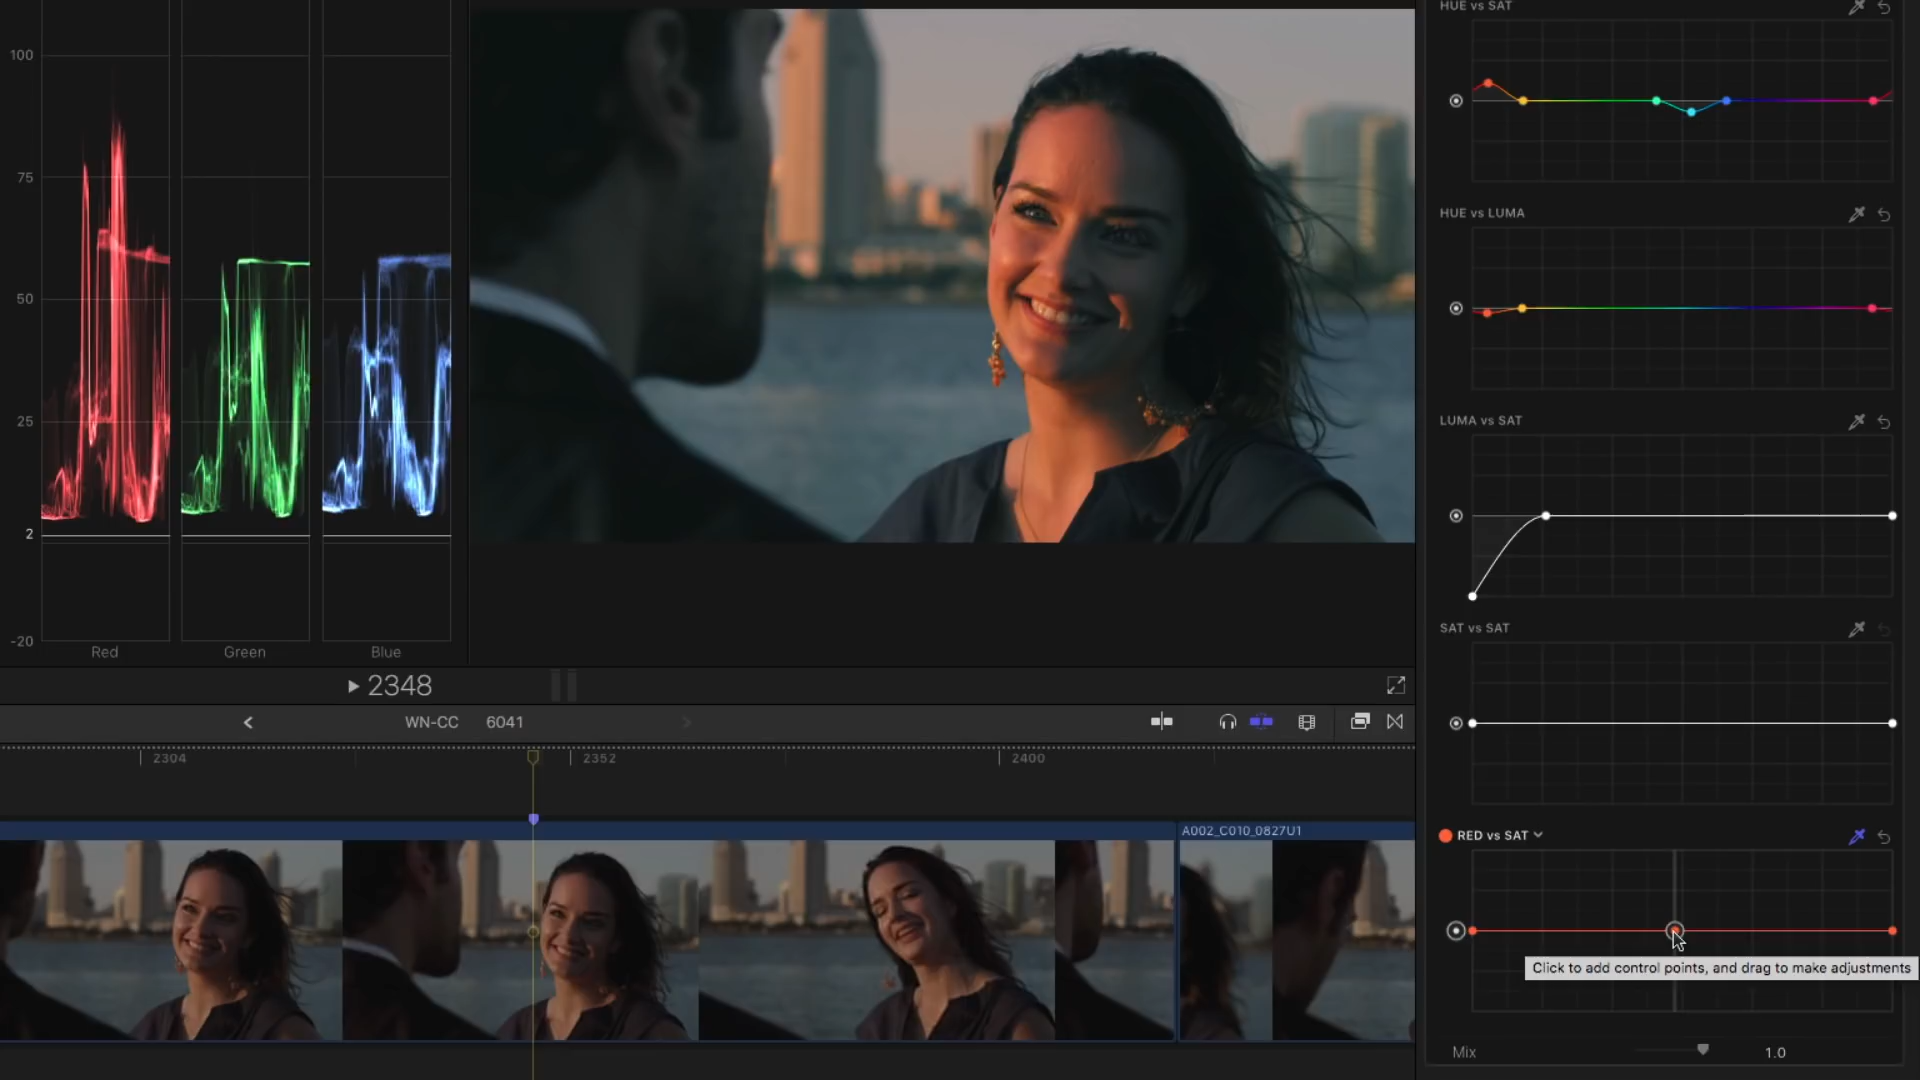 100
75
50
25
2
-20
Red
Green
Blue
2348
WN-CC
6041
2304
2352
2400
A002_C010_0827U1
HUE vs SAT
HUE vs LUMA
LUMA vs SAT
SAT vs SAT
RED vs SAT
Click to add control points, and drag to make adjustments
Mix
1.0